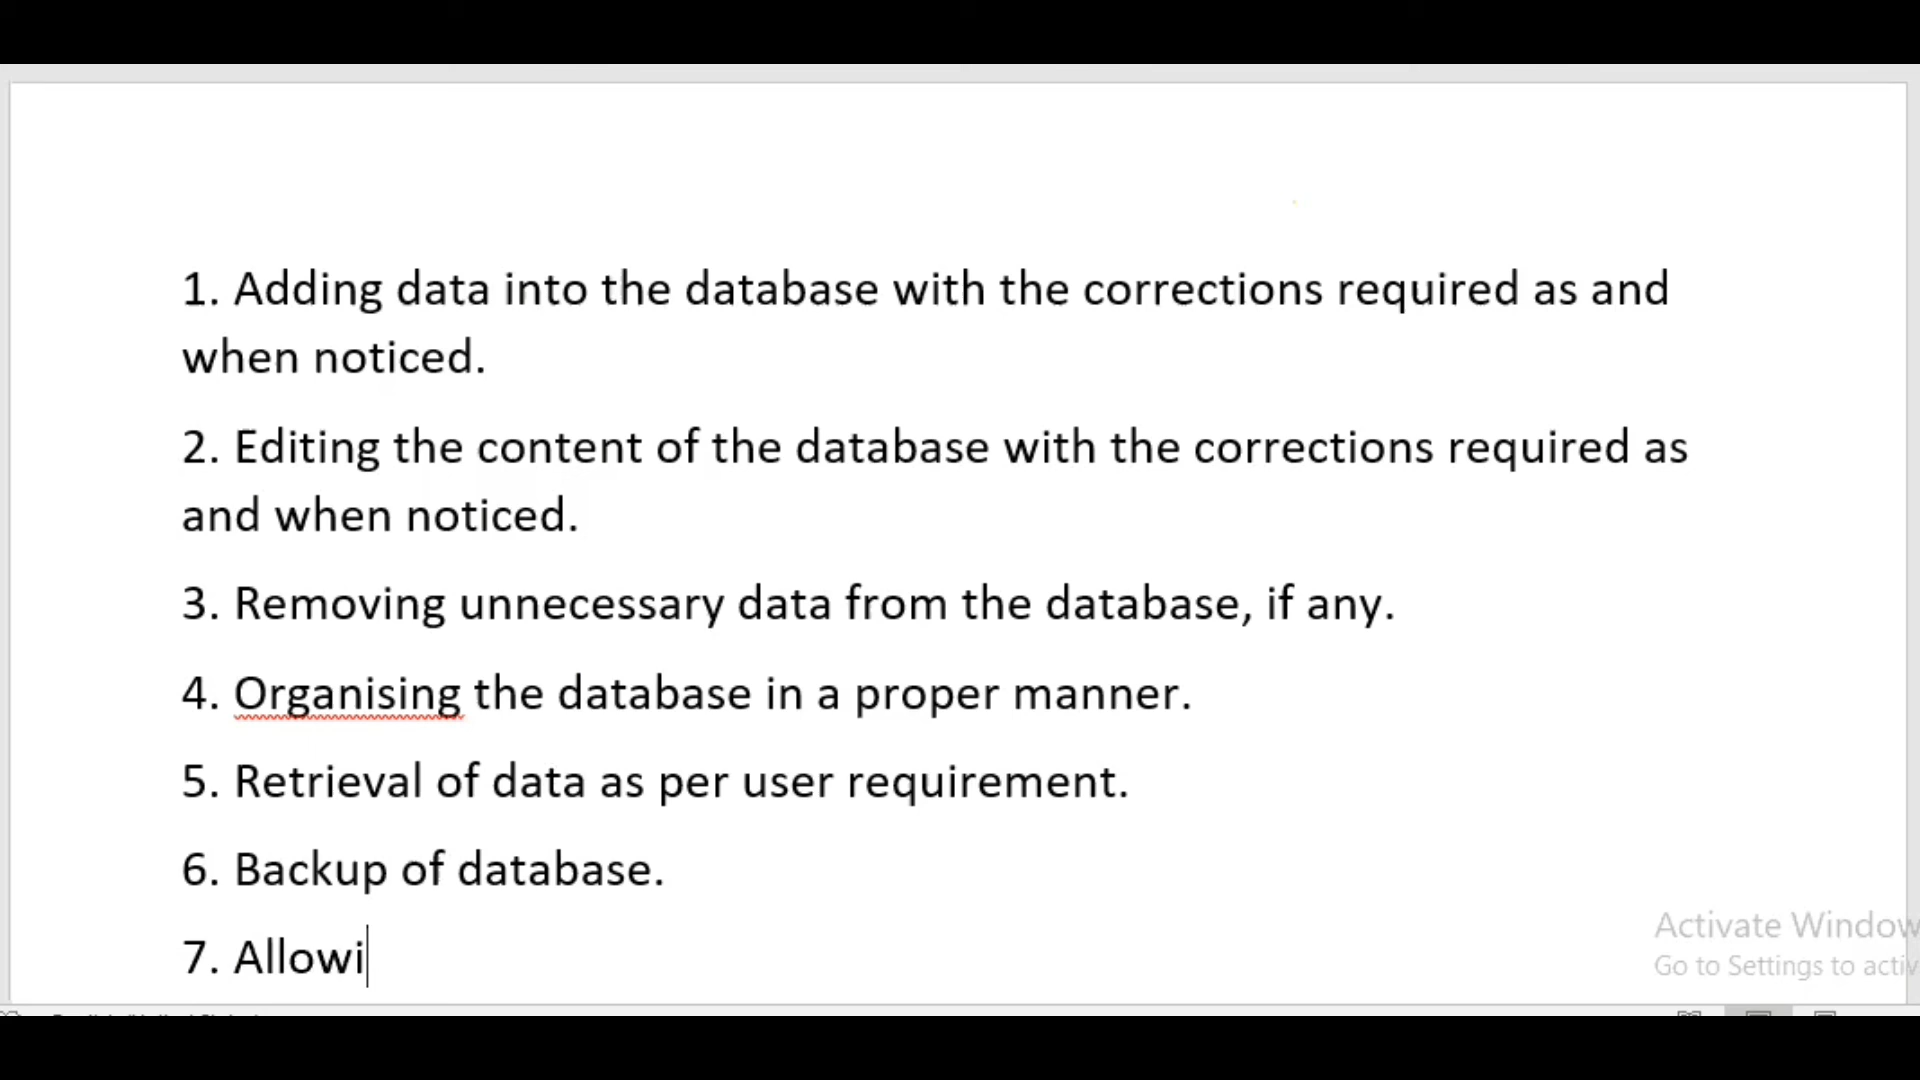 1. Adding data into the database with the corrections required as and
when noticed.
2. Editing the content of the database with the corrections required as
and when noticed.
3. Removing unnecessary data from the database, if any.
4. Organising the database in a proper manner.
5. Retrieval of data as per user requirement.
6. Backup of database.
7. Allowi
Activate Window
Go to Settings to activ